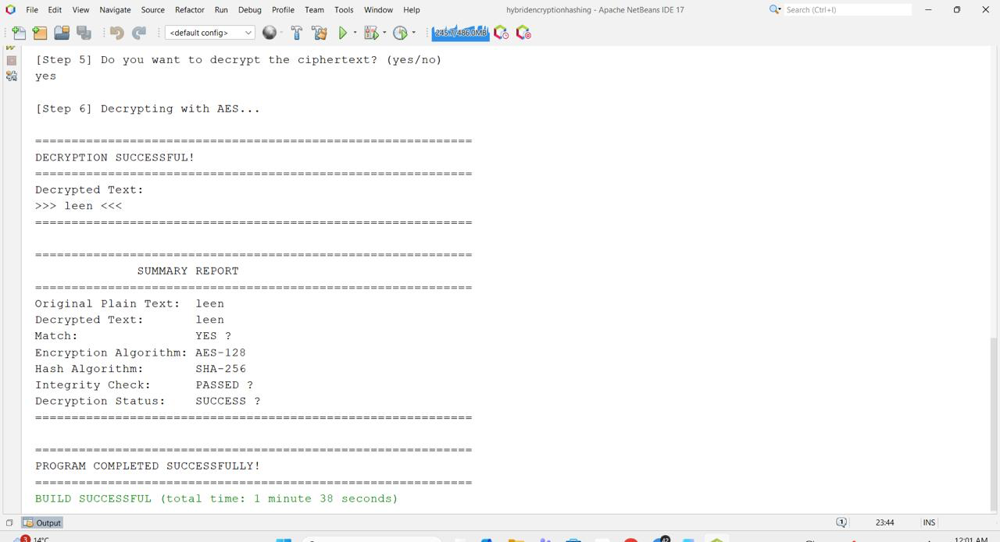 File Edit View Navigate Source Refactor Run Debug Profile Team Tools Window Help hybridencryptionhashing - Apache NetBeans IDE 17 Search (Ctrl+I)
<default config> 245.7/486.0MB
[Step 5] Do you want to decrypt the ciphertext? (yes/no)
yes
[Step 6] Decrypting with AES...
============================================================
DECRYPTION SUCCESSFUL!
============================================================
Decrypted Text:
>>> leen <<<
============================================================
============================================================
SUMMARY REPORT
============================================================
Original Plain Text: leen
Decrypted Text: leen
Match: YES ?
Encryption Algorithm: AES-128
Hash Algorithm: SHA-256
Integrity Check: PASSED ?
Decryption Status: SUCCESS ?
============================================================
============================================================
PROGRAM COMPLETED SUCCESSFULLY!
============================================================
BUILD SUCCESSFUL (total time: 1 minute 38 seconds)
Output 1 23:44 INS
3 14°C 42 12:01 AM